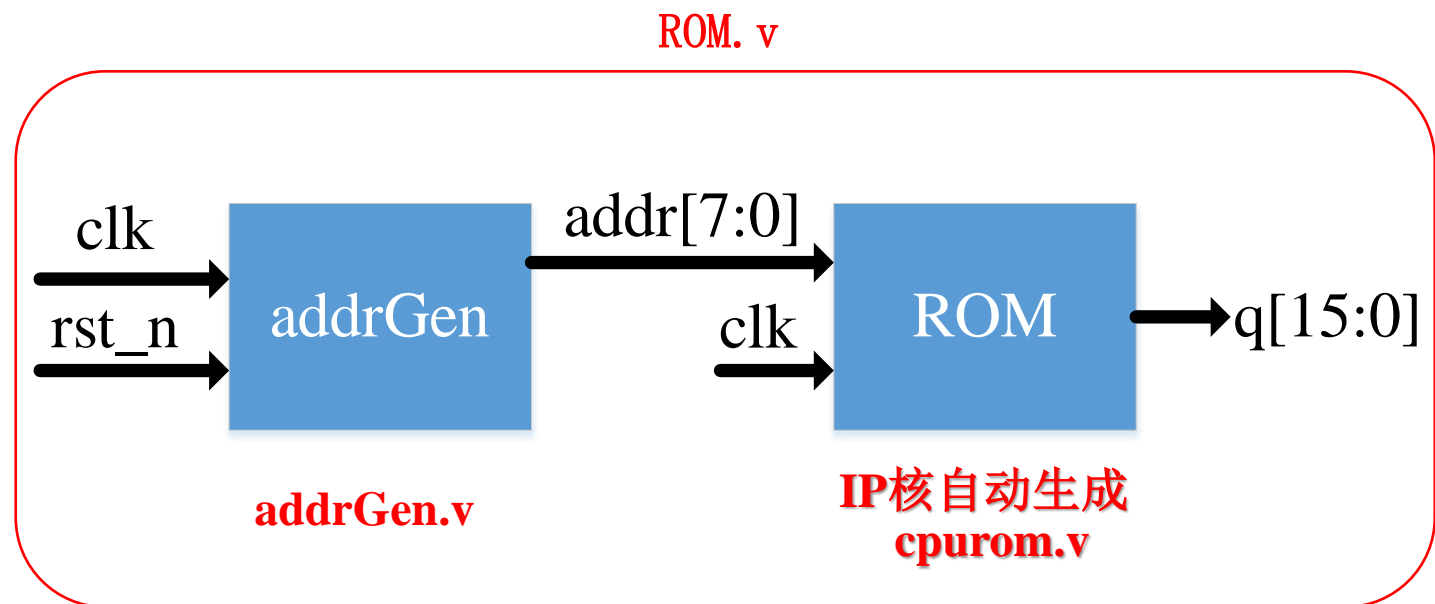 ROM. v
clk
rst_n
addrGen
addr[7:0]
clk
ROM
q[15:0]
addrGen.v
IP核自动生成
cpurom.v